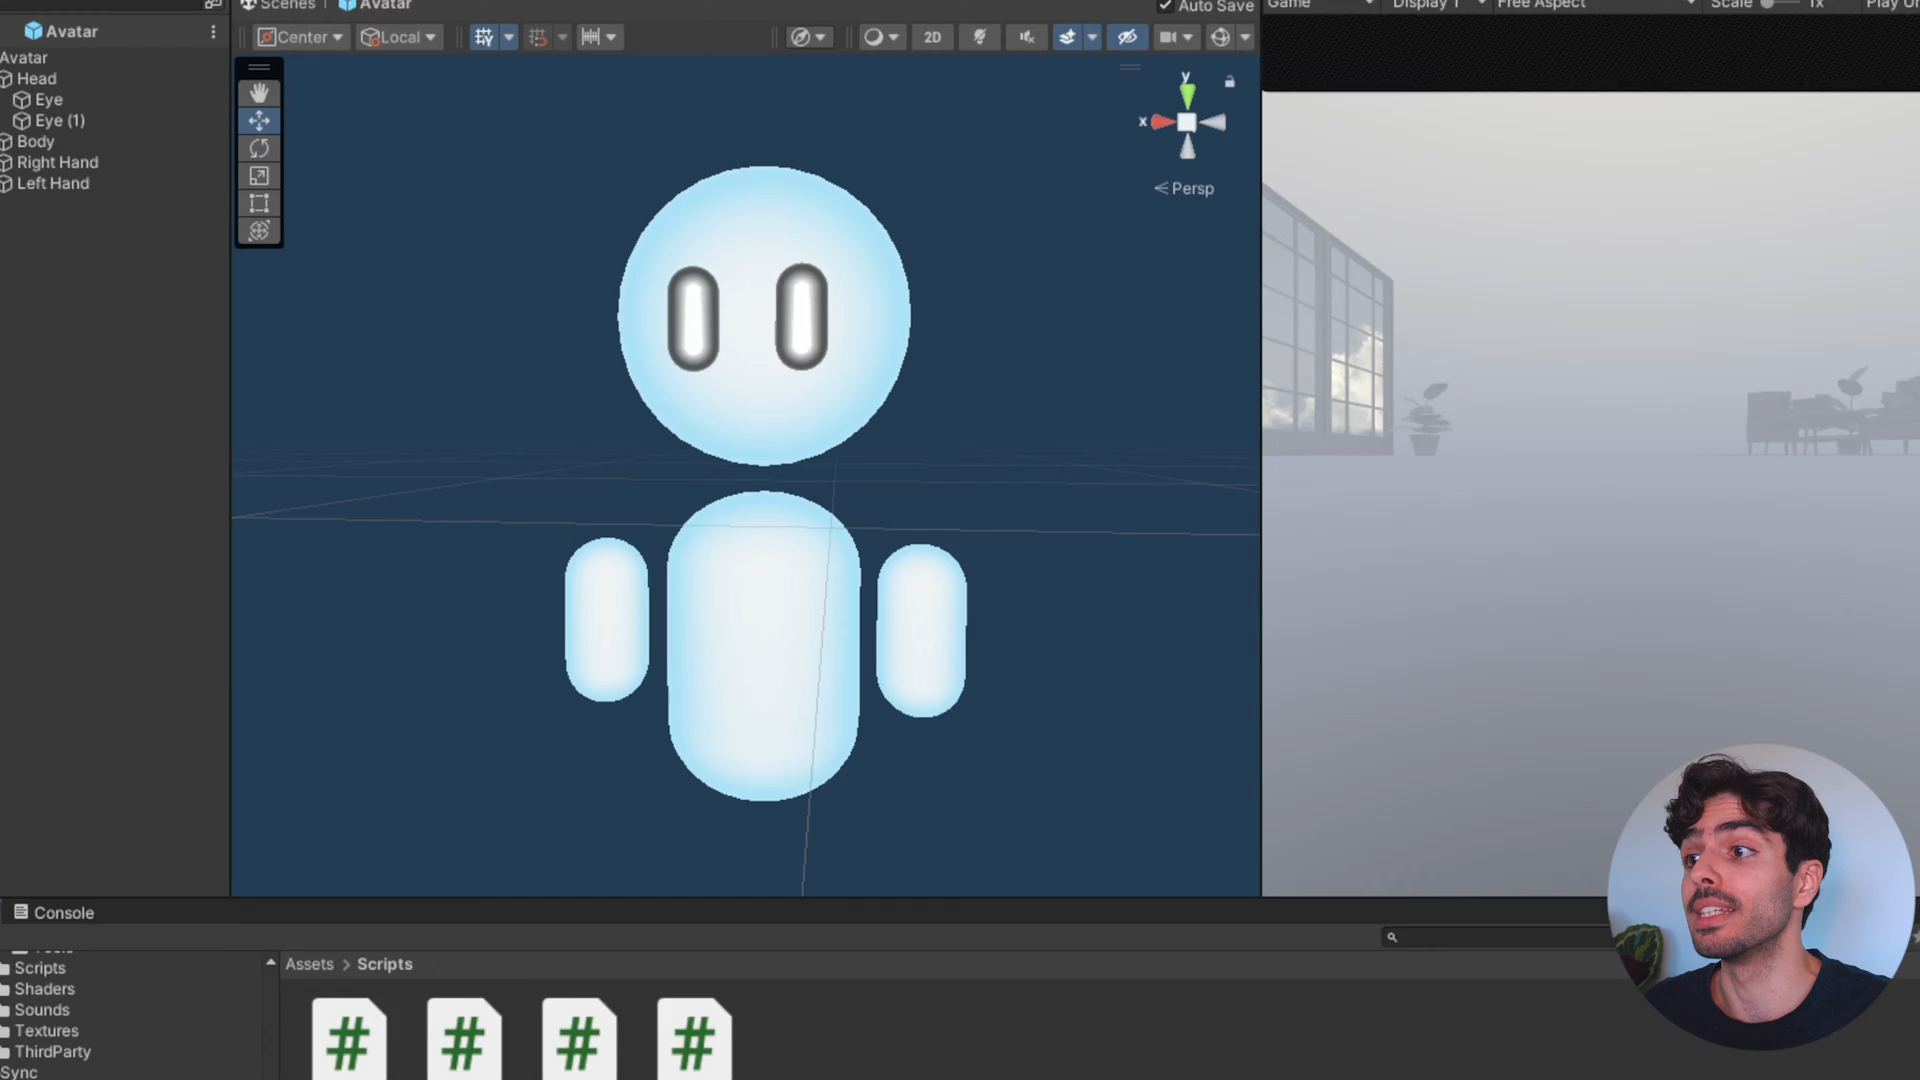 Scenes
Avatar
Auto Save
Game
Display 1
Free Aspect
Scale
1x
Play
Avatar
Center
Local
2D
Avatar
Head
Eye
Eye (1)
Body
Right Hand
Left Hand
y
x
Persp
Console
Scripts
Shaders
Sounds
Textures
ThirdParty
Sync
Assets > Scripts
#
#
#
#